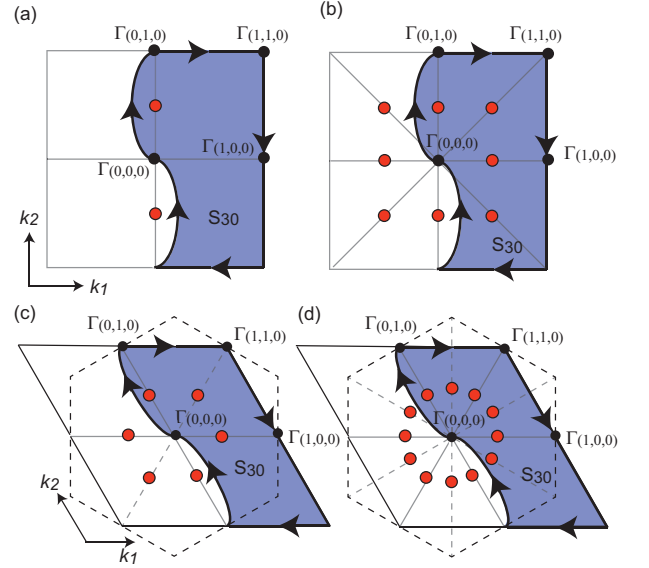 (a)
Γ(0,1,0)
Γ(1,1,0)
Γ(0,0,0)
Γ(1,0,0)
S30
k2
k1
(b)
Γ(0,1,0)
Γ(1,1,0)
Γ(0,0,0)
Γ(1,0,0)
S30
(c)
Γ(0,1,0)
Γ(1,1,0)
Γ(0,0,0)
Γ(1,0,0)
S30
k2
k1
(d)
Γ(0,1,0)
Γ(1,1,0)
Γ(0,0,0)
Γ(1,0,0)
S30